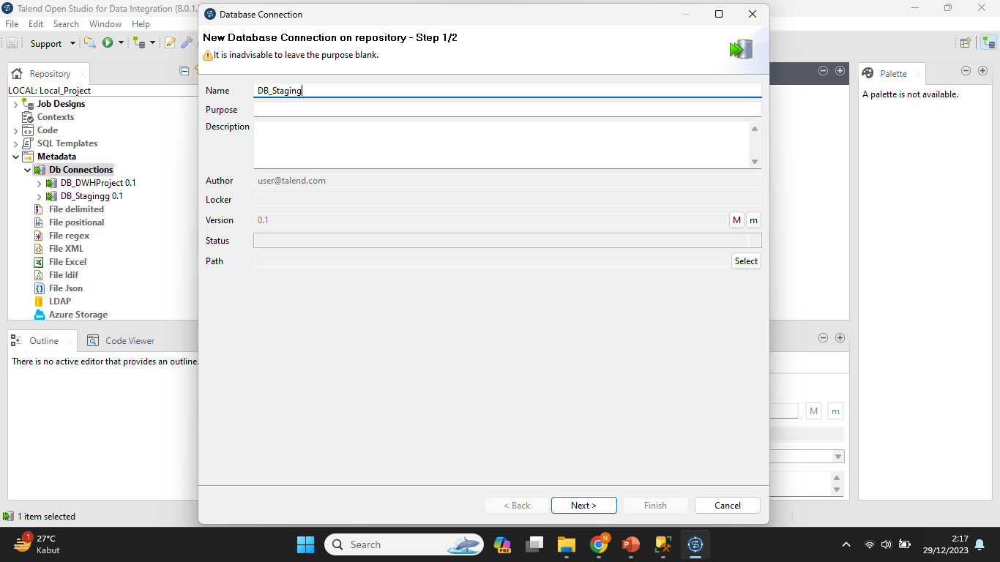 Talend Open Studio for Data Integration (8.0.1.
Database Connection
File Edit Search Window Help
New Database Connection on repository - Step 1/2
Support
It is inadvisable to leave the purpose blank.
Repository
Palette
LOCAL: Local_Project
A palette is not available.
Name DB_Staging
Job Designs
Purpose
Contexts
Description
Code
SQL Templates
Metadata
Db Connections
Author user@talend.com
DB_DWHProject 0.1
Locker
DB_Stagingg 0.1
File delimited
Version 0.1 M m
File positional
File regex
Status
File XML
File Excel
Path Select
File ldif
File Json
LDAP
Azure Storage
Outline Code Viewer
There is no active editor that provides an outline.
M m
< Back Next > Finish Cancel
1 item selected
1
27°C
Kabut
Search
PRE
N
2:17
29/12/2023